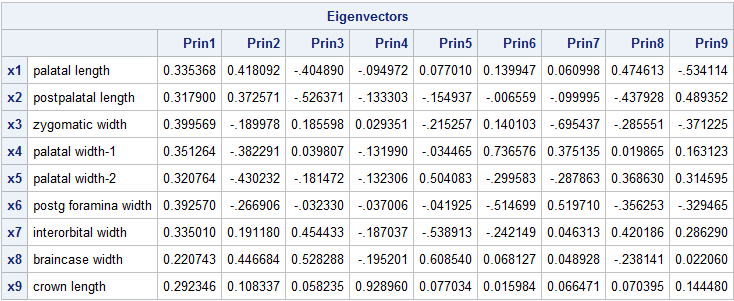 Eigenvectors
Prin1 Prin2 Prin3 Prin4 Prin5 Prin6 Prin7 Prin8 Prin9
x1 palatal length 0.335368 0.418092 -.404890 -.094972 0.077010 0.139947 0.060998 0.474613 -.534114
x2 postpalatal length 0.317900 0.372571 -.526371 -.133303 -.154937 -.006559 -.099995 -.437928 0.489352
x3 zygomatic width 0.399569 -.189978 0.185598 0.029351 -.215257 0.140103 -.695437 -.285551 -.371225
x4 palatal width-1 0.351264 -.382291 0.039807 -.131990 -.034465 0.736576 0.375135 0.019865 0.163123
x5 palatal width-2 0.320764 -.430232 -.181472 -.132306 0.504083 -.299583 -.287863 0.368630 0.314595
x6 postg foramina width 0.392570 -.266906 -.032330 -.037006 -.041925 -.514699 0.519710 -.356253 -.329465
x7 interorbital width 0.335010 0.191180 0.454433 -.187037 -.538913 -.242149 0.046313 0.420186 0.286290
x8 braincase width 0.220743 0.446684 0.528288 -.195201 0.608540 0.068127 0.048928 -.238141 0.022060
x9 crown length 0.292346 0.108337 0.058235 0.928960 0.077034 0.015984 0.066471 0.070395 0.144480